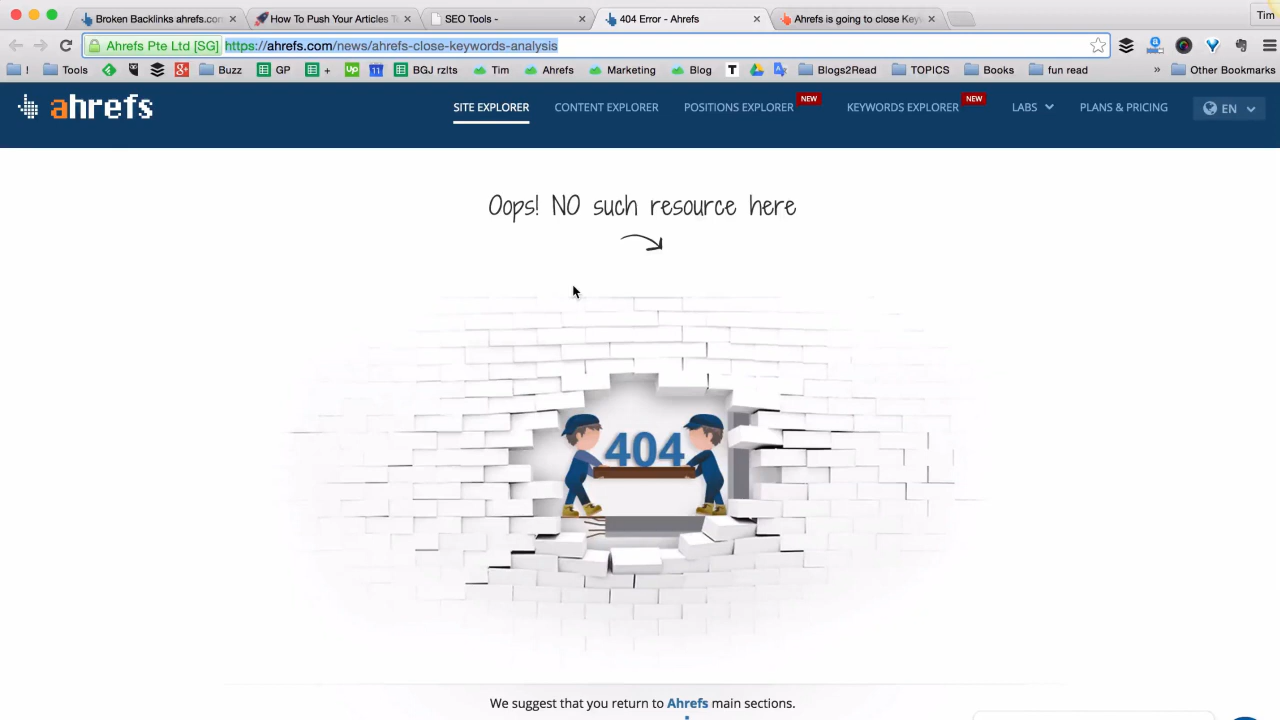 Broken Backlinks ahrefs.com
How To Push Your Articles T
SEO Tools -
404 Error - Ahrefs
Ahrefs is going to close Key
Tim
Ahrefs Pte Ltd [SG]
https://ahrefs.com/news/ahrefs-close-keywords-analysis
!
Tools
Buzz
GP
+
up
11
BGJ rzlts
Tim
Ahrefs
Marketing
Blog
T
Blogs2Read
TOPICS
Books
fun read
»
Other Bookmarks
ahrefs
SITE EXPLORER
CONTENT EXPLORER
POSITIONS EXPLORER
NEW
KEYWORDS EXPLORER
NEW
LABS
PLANS & PRICING
EN
Oops! NO such resource here
404
We suggest that you return to Ahrefs main sections.